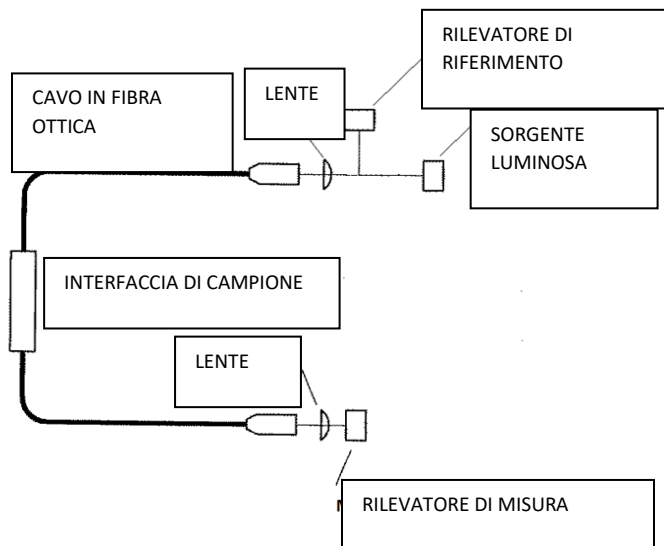 RILEVATORE DI
RIFERIMENTO
CAVO IN FIBRA
OTTICA
LENTE
SORGENTE
LUMINOSA
INTERFACCIA DI CAMPIONE
LENTE
RILEVATORE DI MISURA